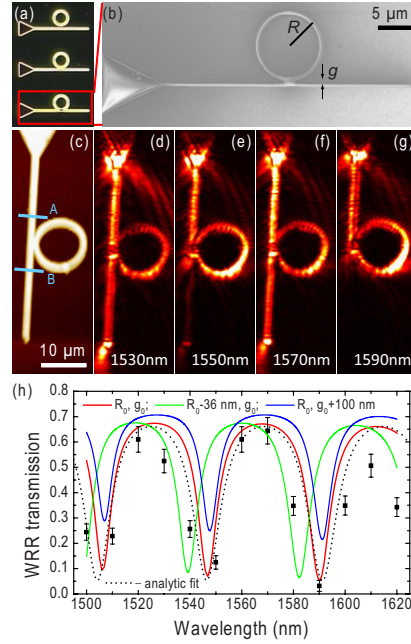 (a)
(b)
R
5 µm
g
(c)
(d)
(e)
(f)
(g)
A
B
10 µm
1530nm
1550nm
1570nm
1590nm
(h)
R₀, g₀; R₀-36 nm, g₀; R₀, g₀+100 nm
0.8
0.7
0.6
0.5
0.4
0.3
0.2
0.1
0.0
WRR transmission
– analytic fit
1500 1520 1540 1560 1580 1600 1620
Wavelength (nm)